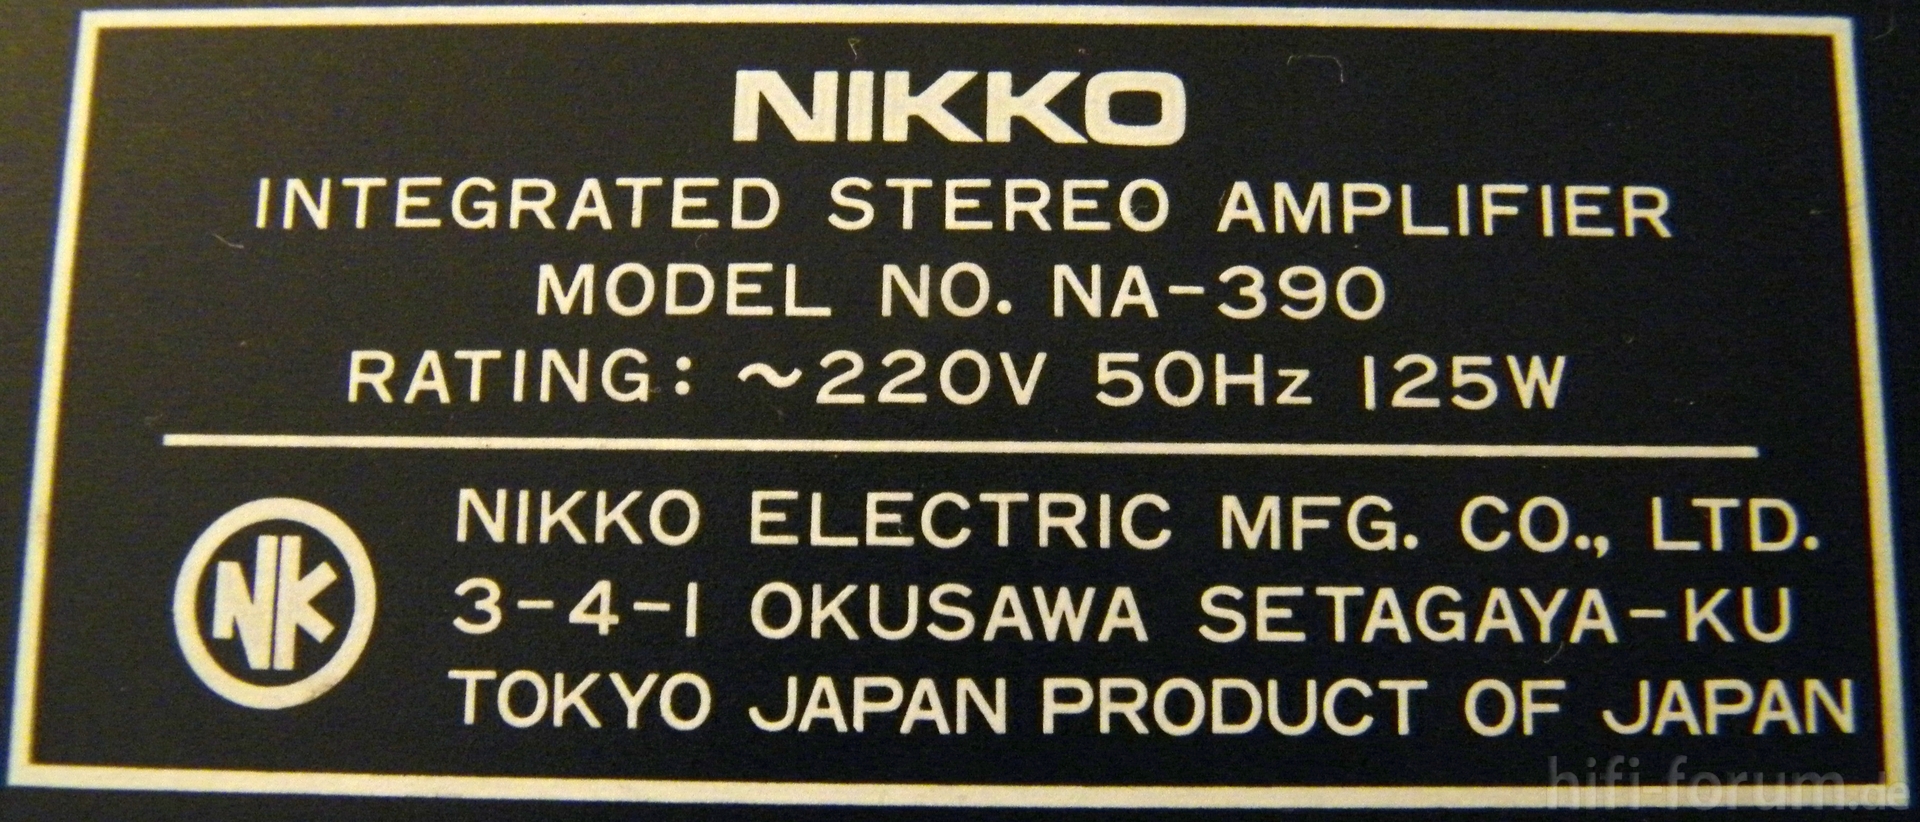 NIKKO
INTEGRATED STEREO AMPLIFIER
MODEL NO. NA-390
RATING: ~220V 50Hz 125W
NK
NIKKO ELECTRIC MFG. CO., LTD.
3-4-1 OKUSAWA SETAGAYA-KU
TOKYO JAPAN PRODUCT OF JAPAN
hifi-forum.de